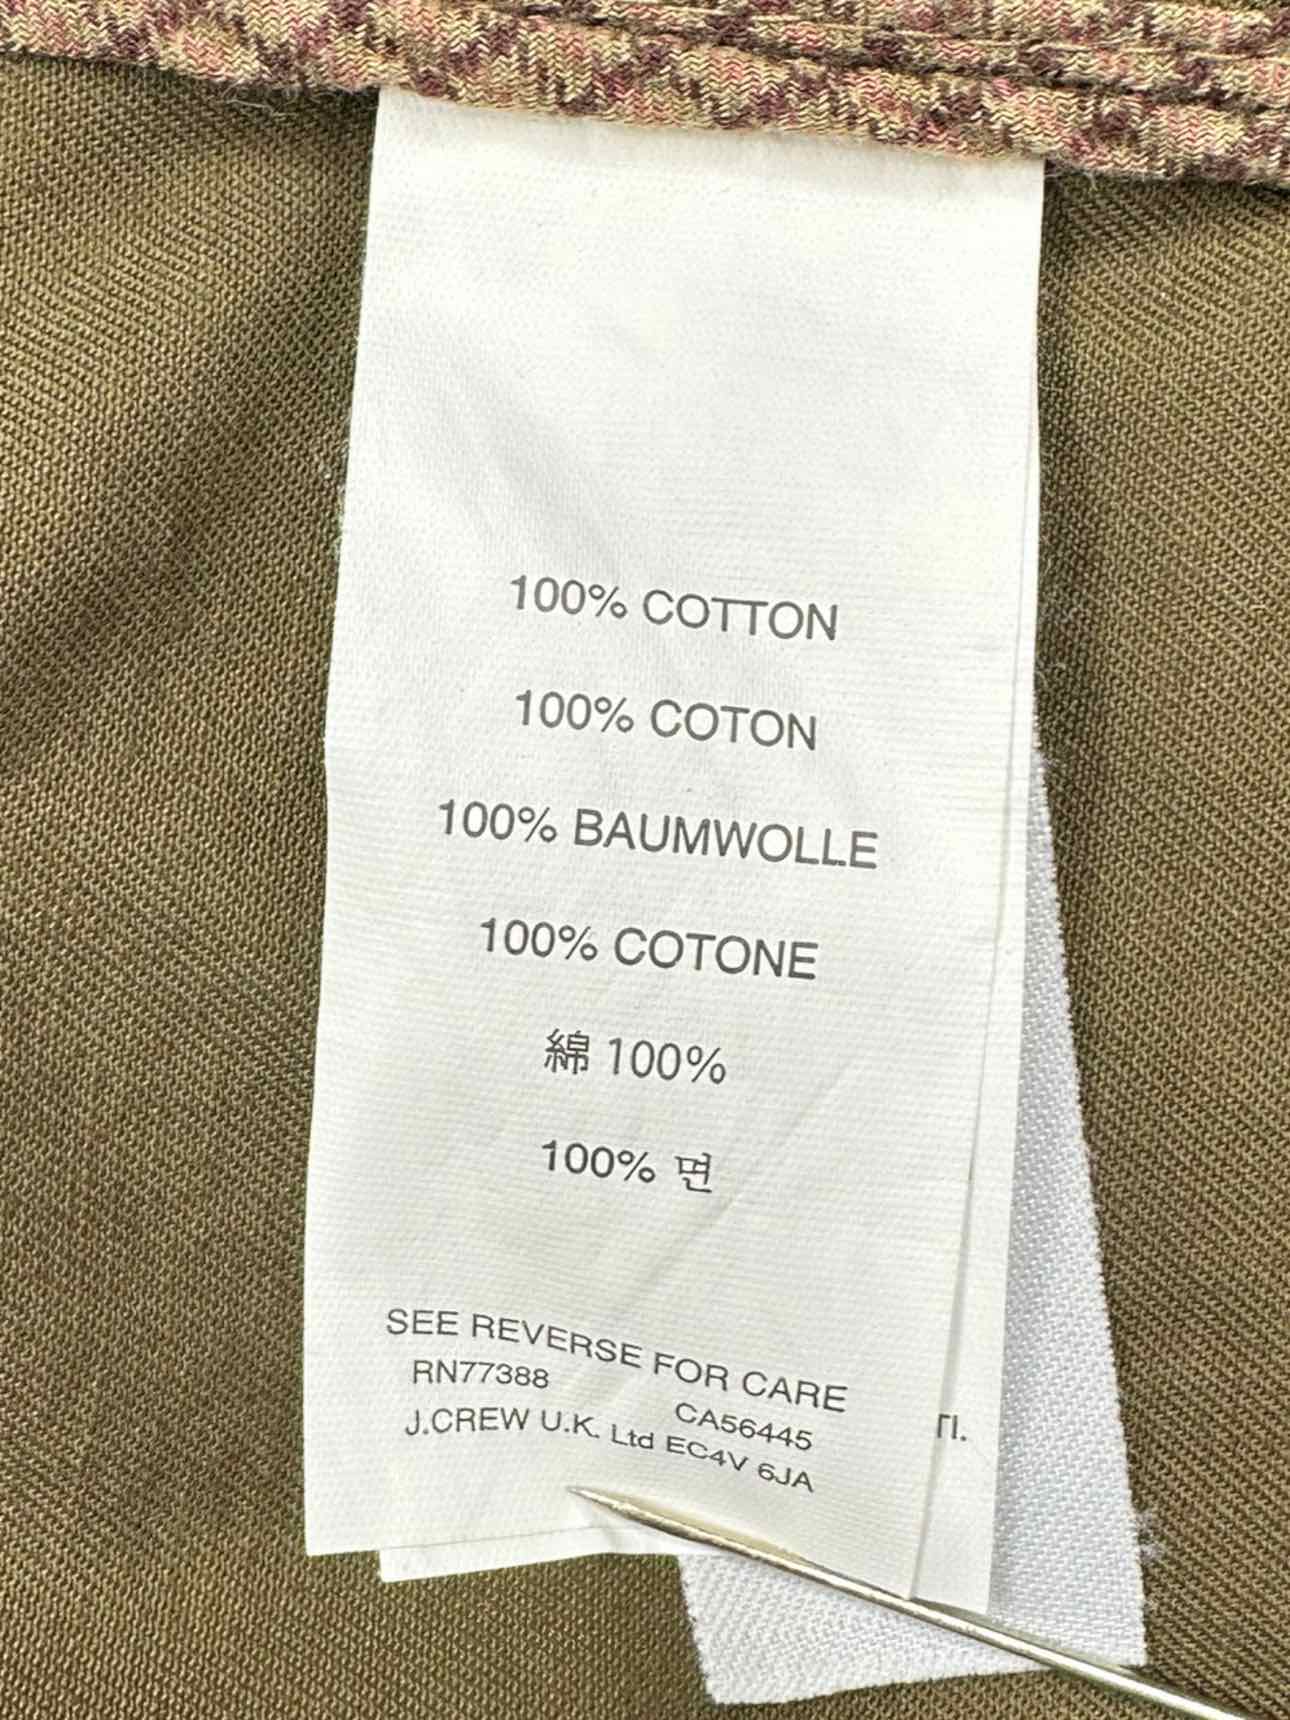 100% COTTON
100% COTON
100% BAUMWOLLE
100% COTONE
綿 100%
100% 면
SEE REVERSE FOR CARE
RN77388 CA56445
J.CREW U.K. Ltd EC4V 6JA